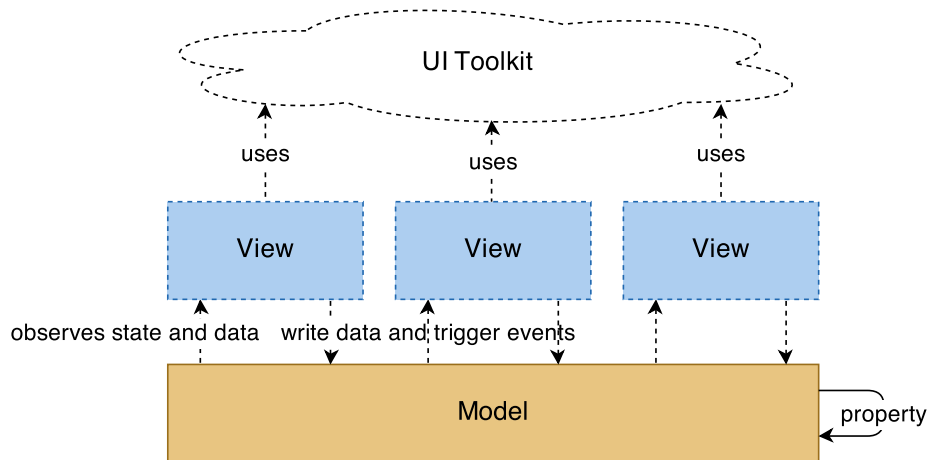 UI Toolkit
uses
uses
uses
View
View
View
observes state and data
write data and trigger events
Model
property